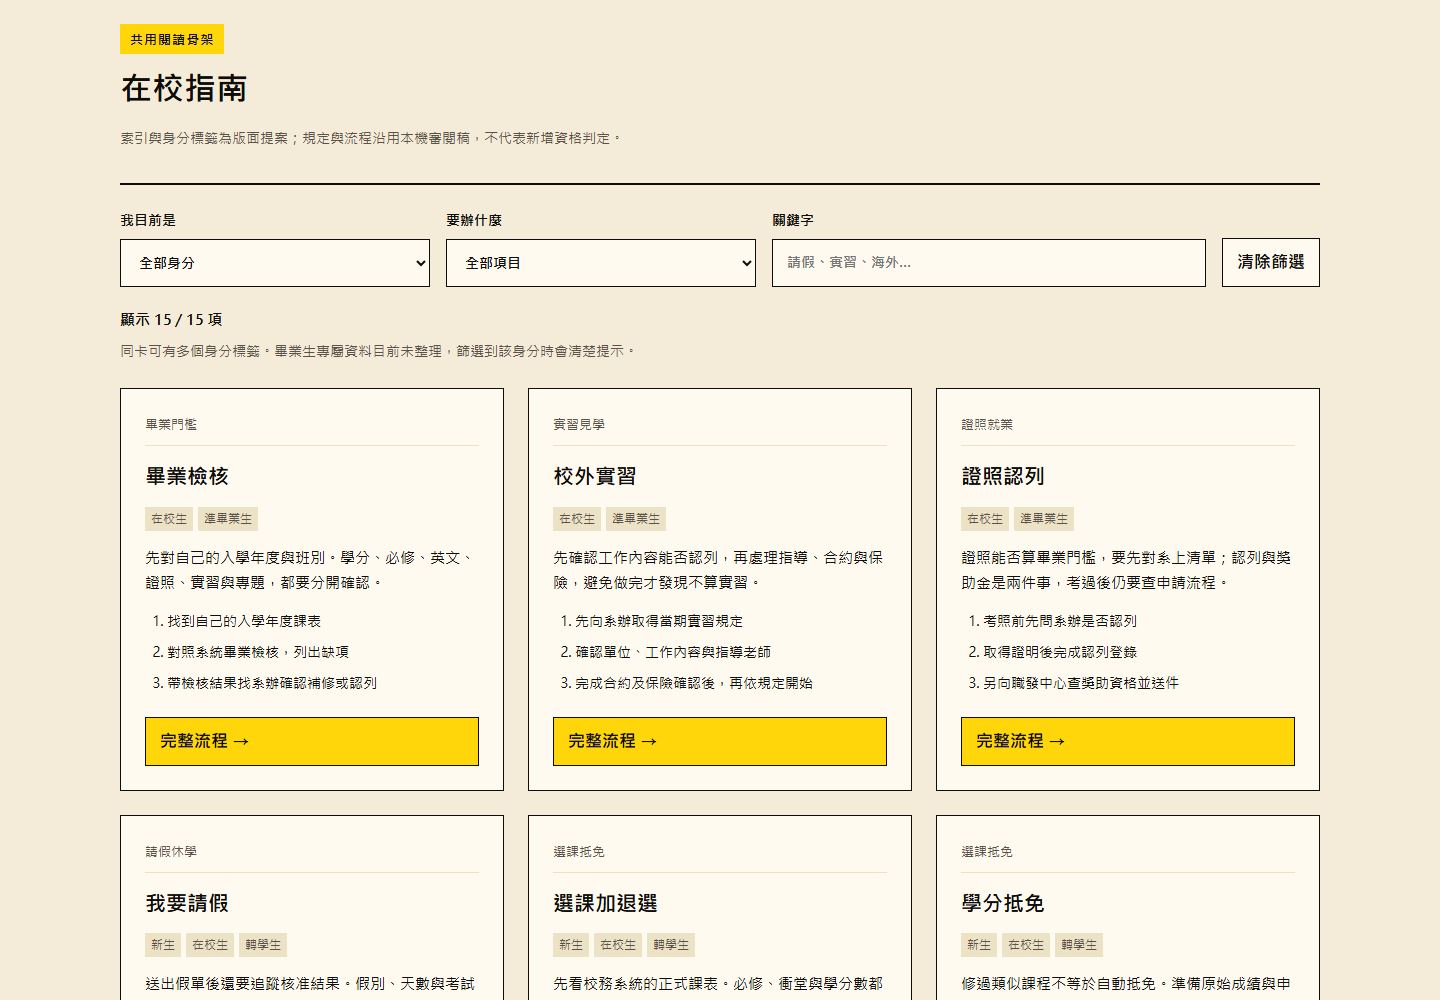 共用閱讀骨架
在校指南
索引與身分標籤為版面提案；規定與流程沿用本機審閱稿，不代表新增資格判定。
我目前是
要辦什麼
關鍵字
全部身分
全部項目
請假、實習、海外...
清除篩選
顯示 15 / 15 項
同卡可有多個身分標籤。畢業生專屬資料目前未整理，篩選到該身分時會清楚提示。
畢業門檻
畢業檢核
在校生 準畢業生
先對自己的入學年度與班別。學分、必修、英文、
證照、實習與專題，都要分開確認。
1. 找到自己的入學年度課表
2. 對照系統畢業檢核，列出缺項
3. 帶檢核結果找系辦確認補修或認列
完整流程 →
實習見學
校外實習
在校生 準畢業生
先確認工作內容能否認列，再處理指導、合約與保
險，避免做完才發現不算實習。
1. 先向系辦取得當期實習規定
2. 確認單位、工作內容與指導老師
3. 完成合約及保險確認後，再依規定開始
完整流程 →
證照就業
證照認列
在校生 準畢業生
證照能否算畢業門檻，要先對系上清單；認列與獎
助金是兩件事，考過後仍要查申請流程。
1. 考照前先問系辦是否認列
2. 取得證明後完成認列登錄
3. 另向職發中心查獎助資格並送件
完整流程 →
請假休學
我要請假
新生 在校生 轉學生
送出假單後還要追蹤核准結果。假別、天數與考試
選課抵免
選課加退選
新生 在校生 轉學生
先看校務系統的正式課表。必修、衝堂與學分數都
選課抵免
學分抵免
新生 在校生 轉學生
修過類似課程不等於自動抵免。準備原始成績與申